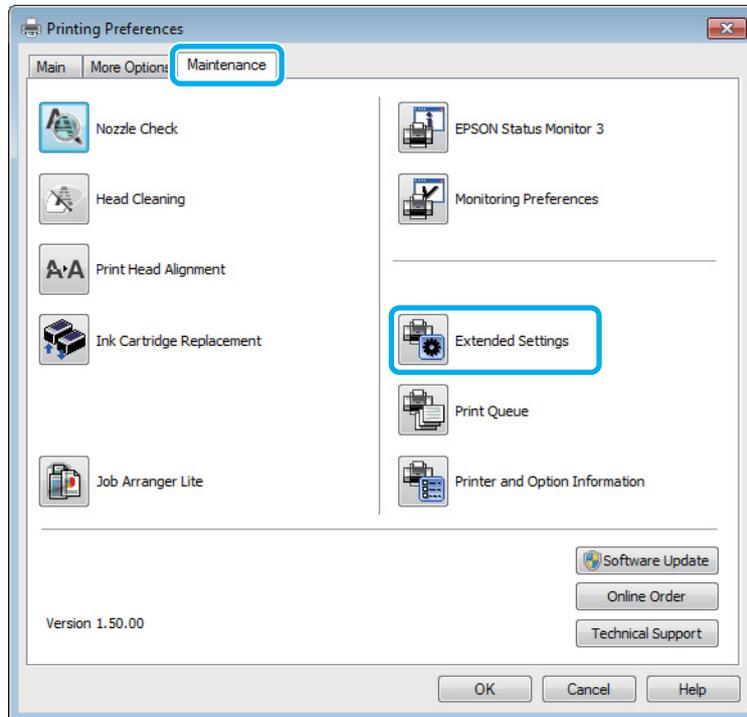 Printing Preferences
Main
More Options
Maintenance
Nozzle Check
Head Cleaning
A A
Print Head Alignment
Ink Cartridge Replacement
Job Arranger Lite
EPSON Status Monitor 3
Monitoring Preferences
Extended Settings
Print Queue
Printer and Option Information
Software Update
Online Order
Technical Support
Version 1.50.00
OK
Cancel
Help